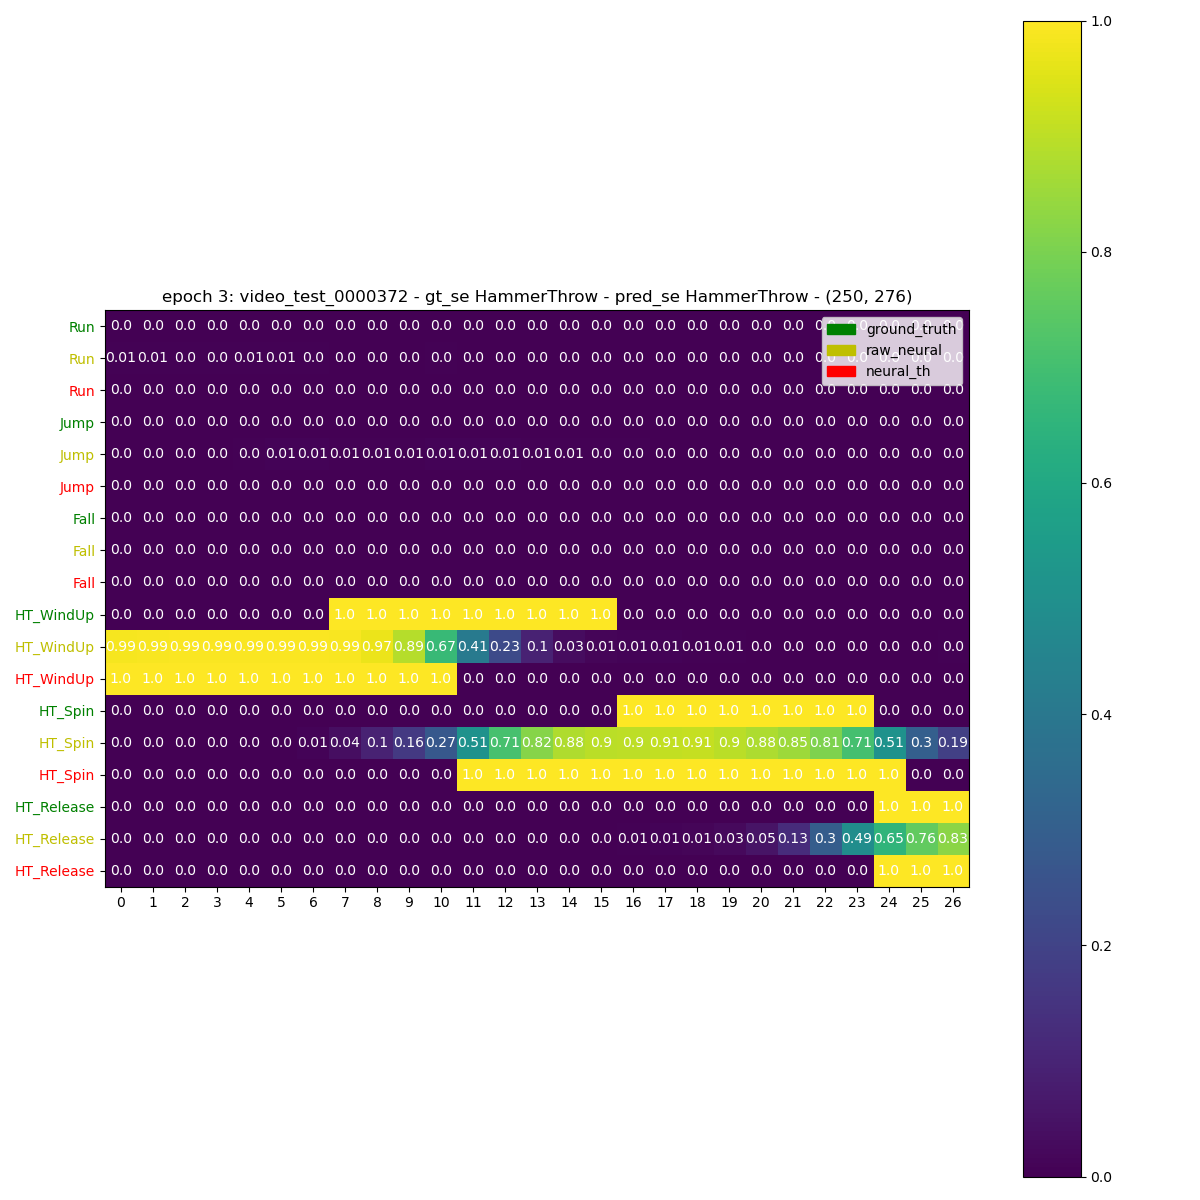 epoch 3: video_test_0000372 - gt_se HammerThrow - pred_se HammerThrow - (250, 276)
Run 0.0 0.0 0.0 0.0 0.0 0.0 0.0 0.0 0.0 0.0 0.0 0.0 0.0 0.0 0.0 0.0 0.0 0.0 0.0 0.0 0.0 0.0
Run 0.01 0.01 0.0 0.0 0.01 0.01 0.0 0.0 0.0 0.0 0.0 0.0 0.0 0.0 0.0 0.0 0.0 0.0 0.0 0.0 0.0 0.0
Run 0.0 0.0 0.0 0.0 0.0 0.0 0.0 0.0 0.0 0.0 0.0 0.0 0.0 0.0 0.0 0.0 0.0 0.0 0.0 0.0 0.0 0.0 0.0 0.0 0.0 0.0 0.0
ground_truth
raw_neural
neural_th
Jump 0.0 0.0 0.0 0.0 0.0 0.0 0.0 0.0 0.0 0.0 0.0 0.0 0.0 0.0 0.0 0.0 0.0 0.0 0.0 0.0 0.0 0.0 0.0 0.0 0.0 0.0 0.0
Jump 0.0 0.0 0.0 0.0 0.0 0.01 0.01 0.01 0.01 0.01 0.01 0.01 0.01 0.01 0.01 0.0 0.0 0.0 0.0 0.0 0.0 0.0 0.0 0.0 0.0 0.0 0.0
Jump 0.0 0.0 0.0 0.0 0.0 0.0 0.0 0.0 0.0 0.0 0.0 0.0 0.0 0.0 0.0 0.0 0.0 0.0 0.0 0.0 0.0 0.0 0.0 0.0 0.0 0.0 0.0
Fall 0.0 0.0 0.0 0.0 0.0 0.0 0.0 0.0 0.0 0.0 0.0 0.0 0.0 0.0 0.0 0.0 0.0 0.0 0.0 0.0 0.0 0.0 0.0 0.0 0.0 0.0 0.0
Fall 0.0 0.0 0.0 0.0 0.0 0.0 0.0 0.0 0.0 0.0 0.0 0.0 0.0 0.0 0.0 0.0 0.0 0.0 0.0 0.0 0.0 0.0 0.0 0.0 0.0 0.0 0.0
Fall 0.0 0.0 0.0 0.0 0.0 0.0 0.0 0.0 0.0 0.0 0.0 0.0 0.0 0.0 0.0 0.0 0.0 0.0 0.0 0.0 0.0 0.0 0.0 0.0 0.0 0.0 0.0
HT_WindUp 0.0 0.0 0.0 0.0 0.0 0.0 0.0 1.0 1.0 1.0 1.0 1.0 1.0 1.0 1.0 1.0 0.0 0.0 0.0 0.0 0.0 0.0 0.0 0.0 0.0 0.0 0.0
HT_WindUp 0.99 0.99 0.99 0.99 0.99 0.99 0.99 0.99 0.97 0.89 0.67 0.41 0.23 0.1 0.03 0.01 0.01 0.01 0.01 0.01 0.0 0.0 0.0 0.0 0.0 0.0 0.0
HT_WindUp 1.0 1.0 1.0 1.0 1.0 1.0 1.0 1.0 1.0 1.0 1.0 0.0 0.0 0.0 0.0 0.0 0.0 0.0 0.0 0.0 0.0 0.0 0.0 0.0 0.0 0.0 0.0
HT_Spin 0.0 0.0 0.0 0.0 0.0 0.0 0.0 0.0 0.0 0.0 0.0 0.0 0.0 0.0 0.0 0.0 1.0 1.0 1.0 1.0 1.0 1.0 1.0 1.0 0.0 0.0 0.0
HT_Spin 0.0 0.0 0.0 0.0 0.0 0.0 0.01 0.04 0.1 0.16 0.27 0.51 0.71 0.82 0.88 0.9 0.9 0.91 0.91 0.9 0.88 0.85 0.81 0.71 0.51 0.3 0.19
HT_Spin 0.0 0.0 0.0 0.0 0.0 0.0 0.0 0.0 0.0 0.0 0.0 1.0 1.0 1.0 1.0 1.0 1.0 1.0 1.0 1.0 1.0 1.0 1.0 1.0 1.0 0.0 0.0
HT_Release 0.0 0.0 0.0 0.0 0.0 0.0 0.0 0.0 0.0 0.0 0.0 0.0 0.0 0.0 0.0 0.0 0.0 0.0 0.0 0.0 0.0 0.0 0.0 0.0 1.0 1.0 1.0
HT_Release 0.0 0.0 0.0 0.0 0.0 0.0 0.0 0.0 0.0 0.0 0.0 0.0 0.0 0.0 0.0 0.0 0.01 0.01 0.01 0.03 0.05 0.13 0.3 0.49 0.65 0.76 0.83
HT_Release 0.0 0.0 0.0 0.0 0.0 0.0 0.0 0.0 0.0 0.0 0.0 0.0 0.0 0.0 0.0 0.0 0.0 0.0 0.0 0.0 0.0 0.0 0.0 0.0 1.0 1.0 1.0
0 1 2 3 4 5 6 7 8 9 10 11 12 13 14 15 16 17 18 19 20 21 22 23 24 25 26
1.0
0.8
0.6
0.4
0.2
0.0